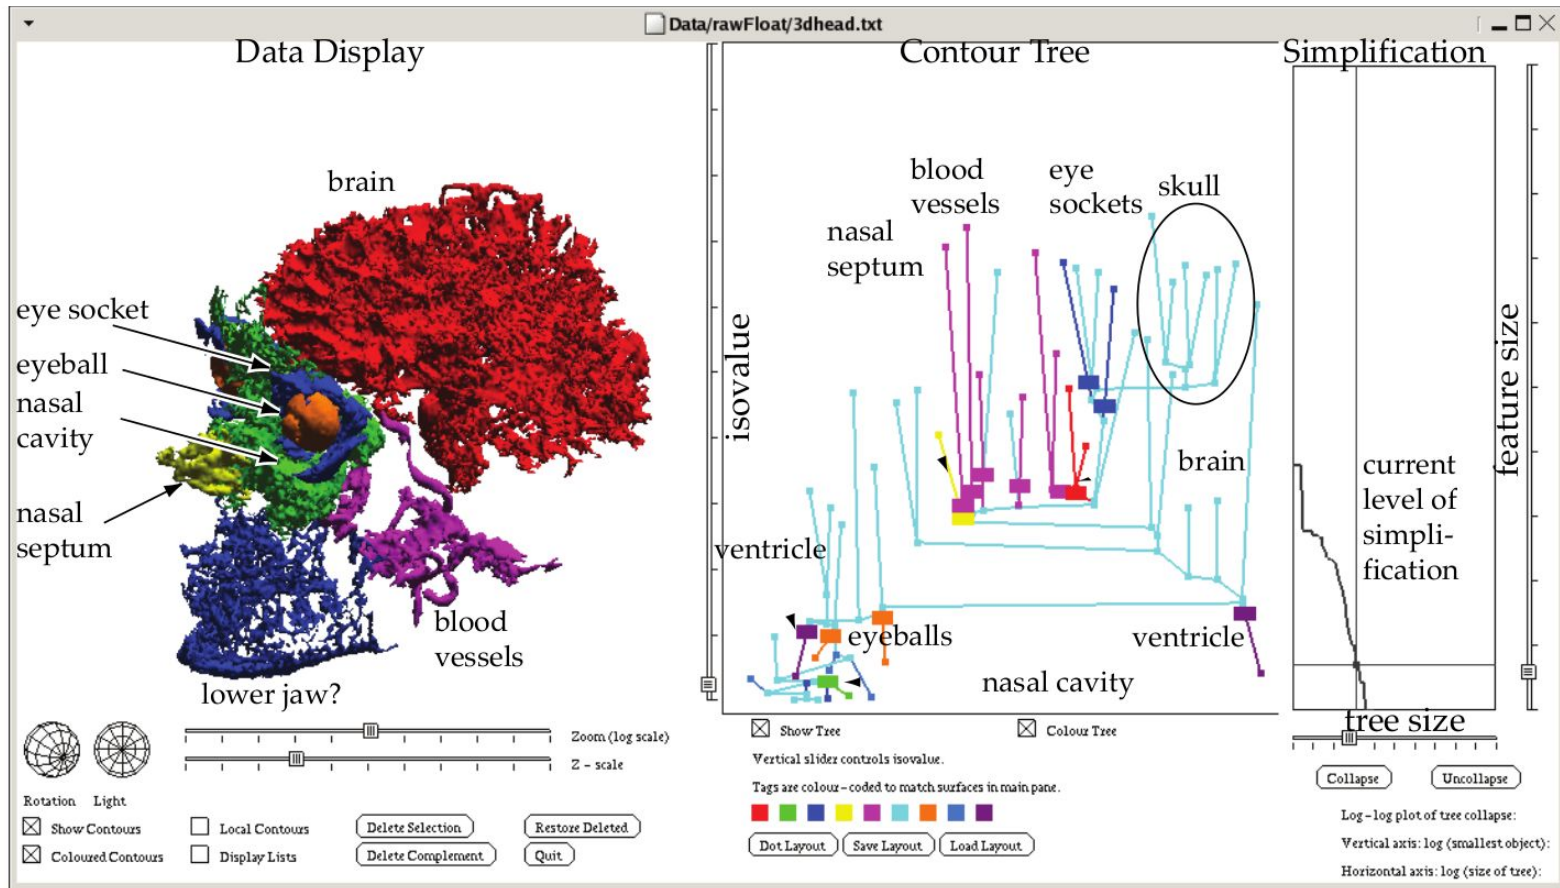 Data/rawFloat/3dhead.txt
Data Display
Contour Tree
Simplification
brain
eye socket
eyeball
nasal
cavity
nasal
septum
blood
vessels
lower jaw?
isovalue
blood
vessels
eye
sockets
skull
nasal
septum
brain
ventricle
eyeballs
ventricle
nasal cavity
current
level of
simpli-
fication
feature size
tree size
Zoom (log scale)
Z - scale
Rotation
Light
Show Contours
Local Contours
Delete Selection
Restore Deleted
Coloured Contours
Display Lists
Delete Complement
Quit
Show Tree
Colour Tree
Vertical slider controls isovalue.
Tags are colour-coded to match surfaces in main pane.
Dot Layout
Save Layout
Load Layout
Collapse
Uncollapse
Log-log plot of tree collapse:
Vertical axis: log (smallest object):
Horizontal axis: log (size of tree):